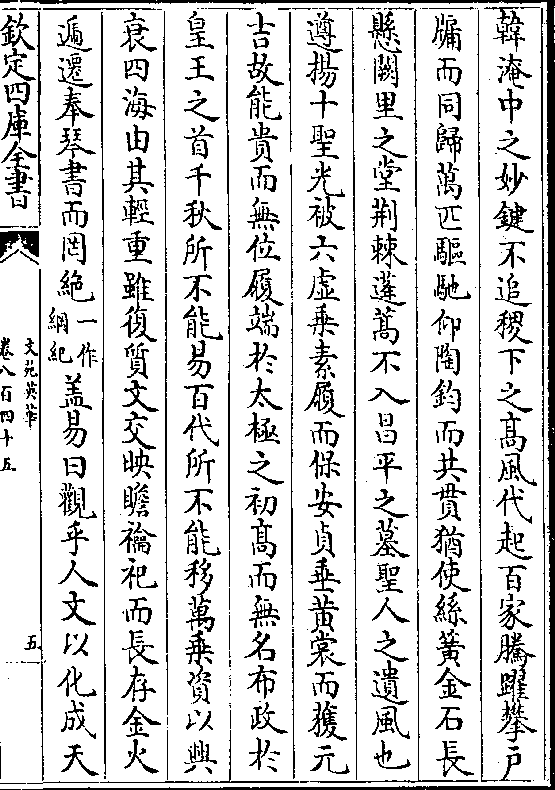 韓淹中之妙鍵不追稷下之髙風代起百家騰躍攀户
牖而同歸萬匹驅馳仰陶鈞而共貫猶使絲簧金石長
懸闕里之堂荆棘蓬蒿不入昌平之墓聖人之遺風也
遵揚十聖光被六虚乗素履而保安貞垂黄裳而獲元
吉故能貴而無位履端於太極之初髙而無名布政於
皇王之首千秋所不能易百代所不能移萬乗資以興
衰四海由其輕重雖復質文交映瞻禴祀而長存金火
遞遷奉琴書而罔絶一作綱紀蓋易曰觀乎人文以化成天
欽定四庫全書
文苑英華
卷八百四十五
五